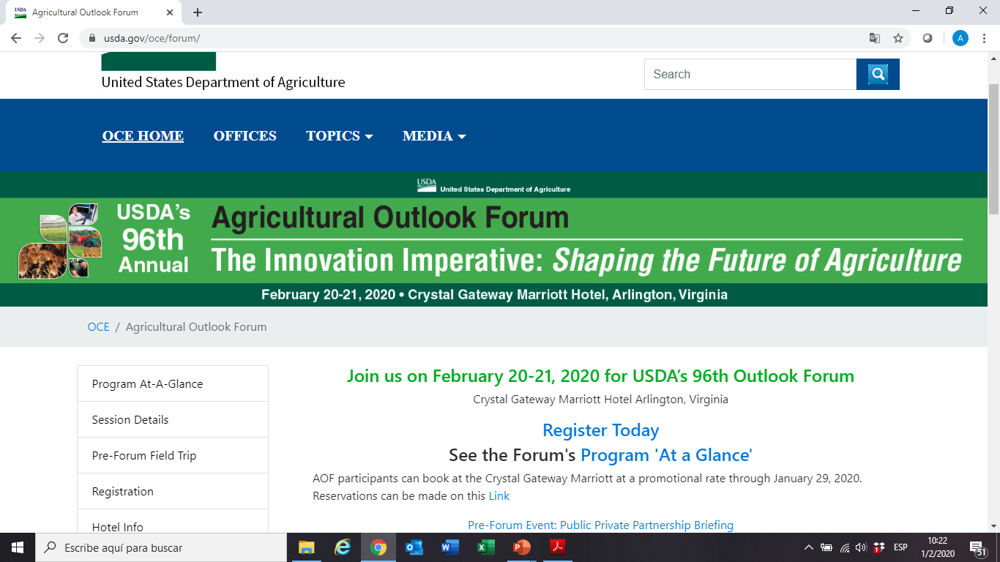 USDA
Agricultural Outlook Forum
usda.gov/oce/forum/
A
United States Department of Agriculture
Search
OCE HOME
OFFICES
TOPICS
MEDIA
USDA
United States Department of Agriculture
USDA's
96th
Annual
Agricultural Outlook Forum
The Innovation Imperative: Shaping the Future of Agriculture
February 20-21, 2020 • Crystal Gateway Marriott Hotel, Arlington, Virginia
OCE / Agricultural Outlook Forum
Program At-A-Glance
Session Details
Pre-Forum Field Trip
Registration
Hotel Info
Join us on February 20-21, 2020 for USDA's 96th Outlook Forum
Crystal Gateway Marriott Hotel Arlington, Virginia
Register Today
See the Forum's Program 'At a Glance'
AOF participants can book at the Crystal Gateway Marriott at a promotional rate through January 29, 2020.
Reservations can be made on this Link
Pre-Forum Event: Public Private Partnership Briefing
Escribe aquí para buscar
ESP
10:22
1/2/2020
51